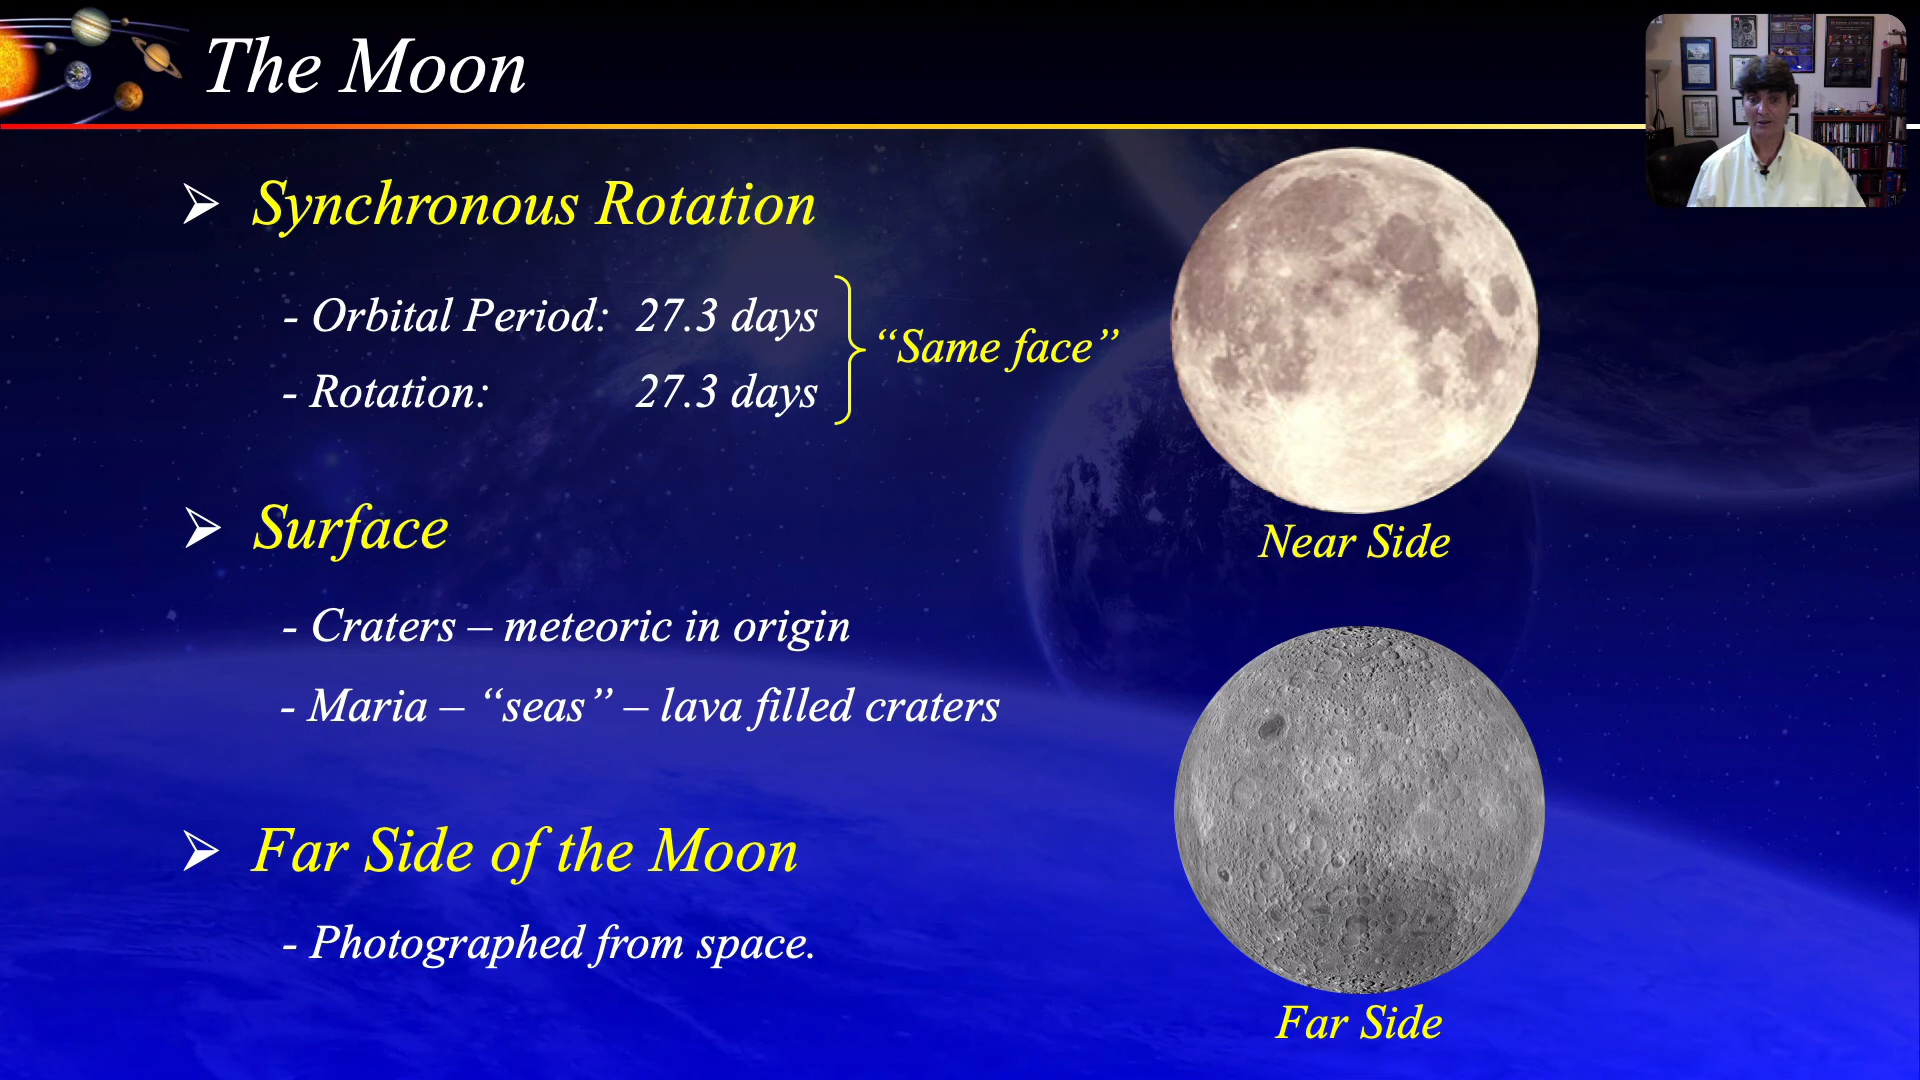 The Moon
➢ Synchronous Rotation
- Orbital Period: 27.3 days
- Rotation: 27.3 days
“Same face”
➢ Surface
- Craters – meteoric in origin
- Maria – “seas” – lava filled craters
➢ Far Side of the Moon
- Photographed from space.
Near Side
Far Side